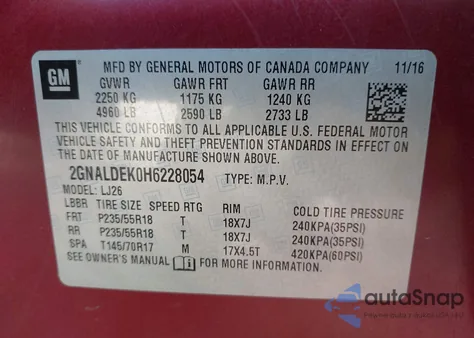 GM
MFD BY GENERAL MOTORS OF CANADA COMPANY 11/16
GVWR GAWR FRT GAWR RR
2250 KG 1175 KG 1240 KG
4960 LB 2590 LB 2733 LB
THIS VEHICLE CONFORMS TO ALL APPLICABLE U.S. FEDERAL MOTOR
VEHICLE SAFETY AND THEFT PREVENTION STANDARDS IN EFFECT ON
THE DATE OF MANUFACTURE SHOWN ABOVE.
2GNALDEK0H6228054 TYPE: M.P.V.
MODEL: LJ26
LBB TIRE SIZE SPEED RTG RIM COLD TIRE PRESSURE
FRT P235/55R18 T 18X7J 240KPA(35PSI)
RR P235/55R18 T 18X7J 240KPA(35PSI)
SPA T145/70R17 M 17X4.5T 420KPA(60PSI)
SEE OWNER'S MANUAL FOR MORE INFORMATION.
autoSnap